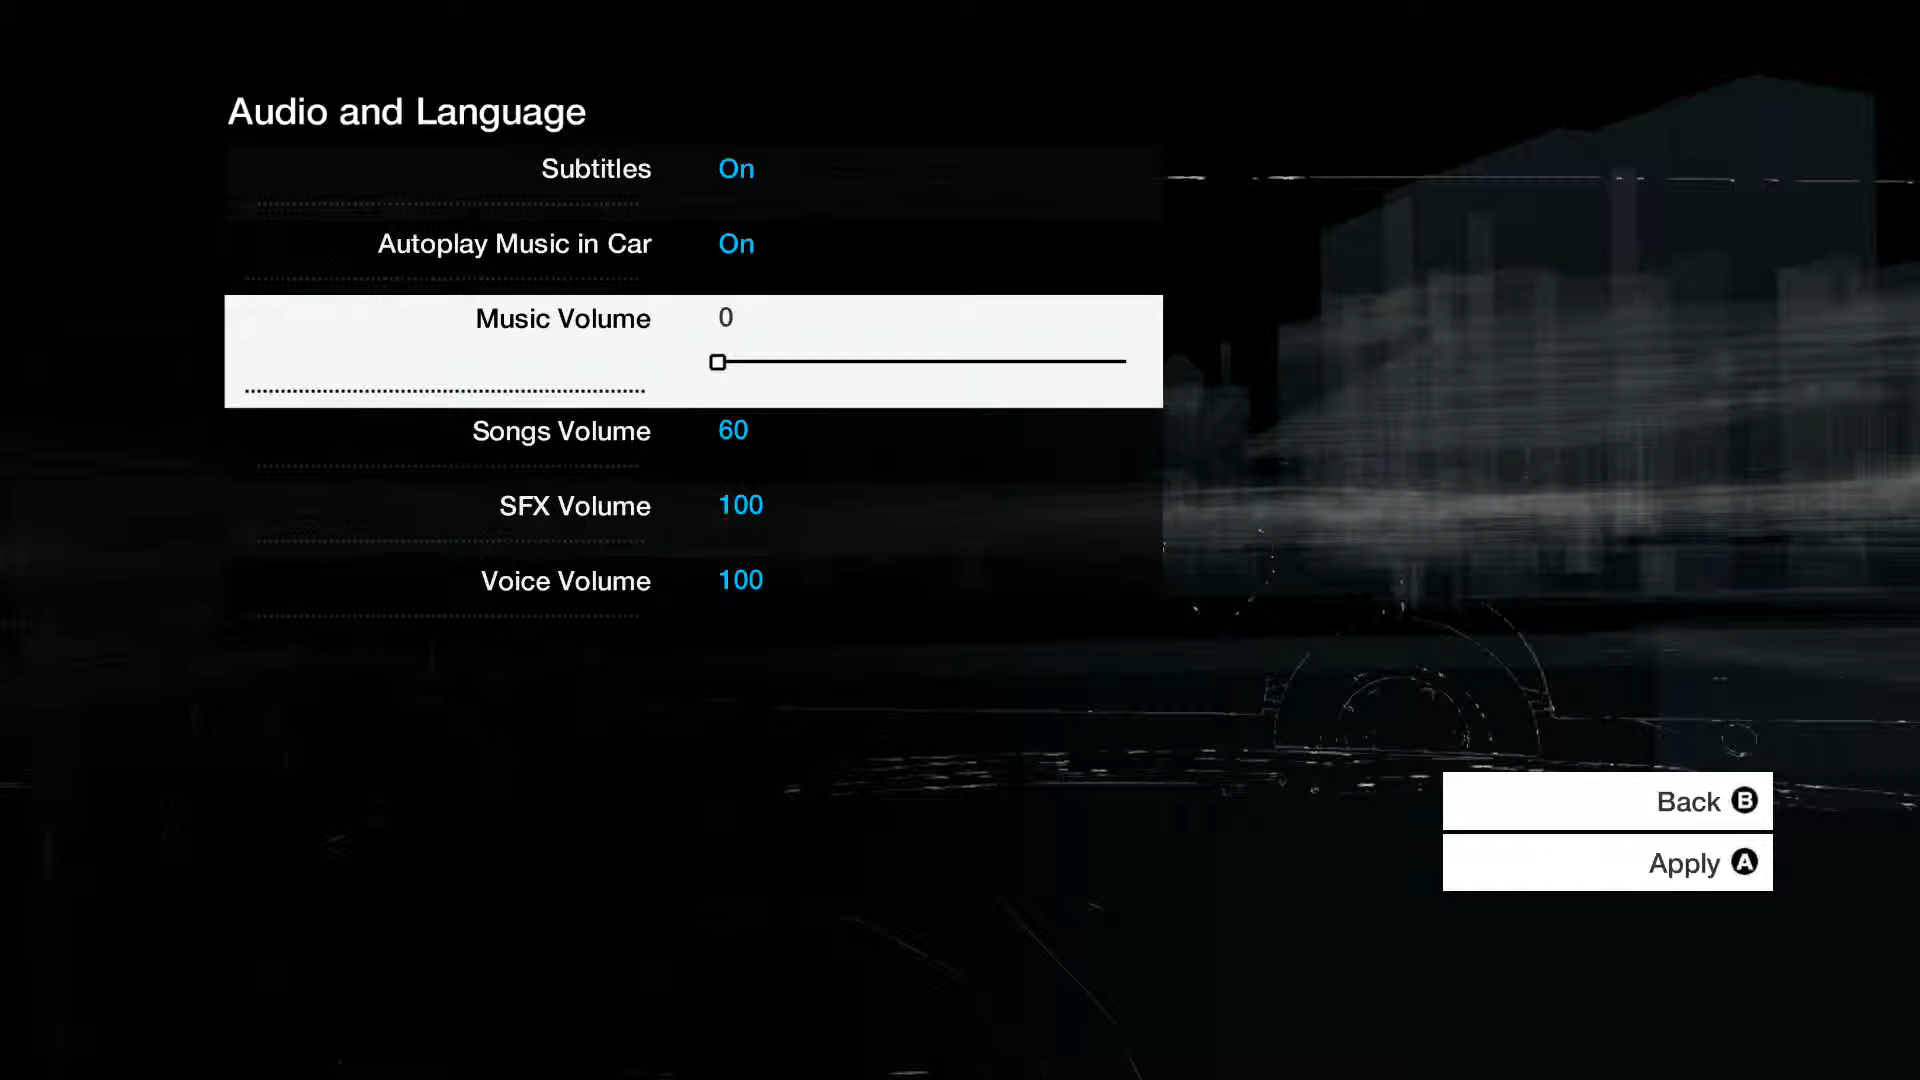 Audio and Language
Subtitles On
Autoplay Music in Car On
Music Volume 0
Songs Volume 60
SFX Volume 100
Voice Volume 100
Back B
Apply A